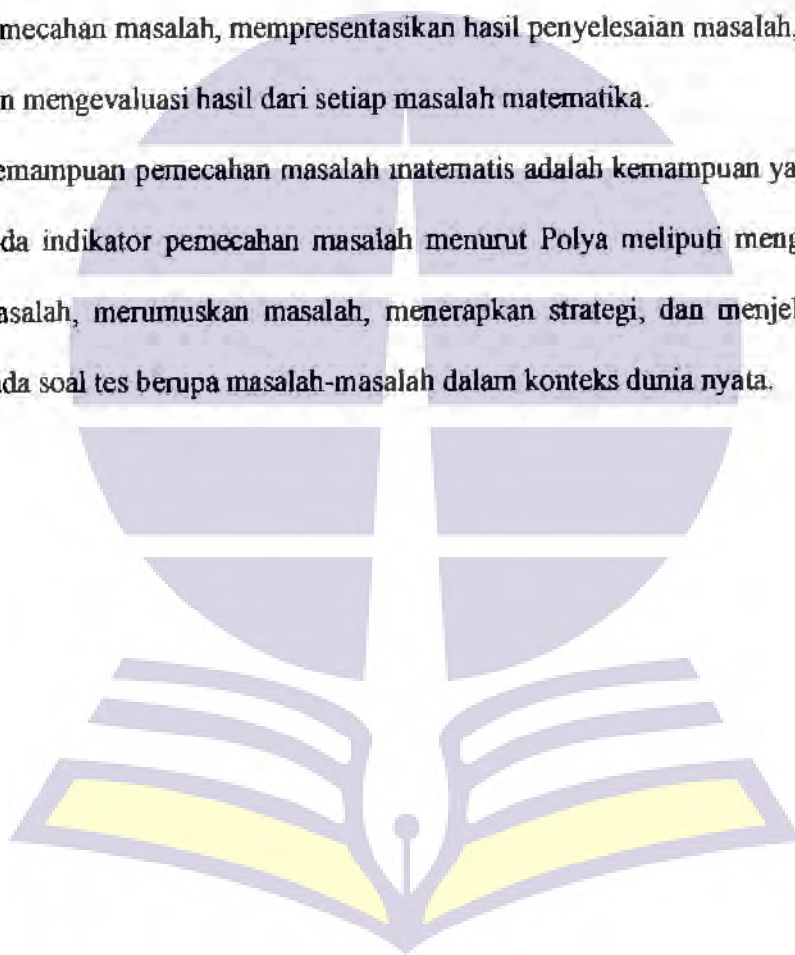 mecahan masalah, mempresentasikan hasil penyelesaian masalah,
n mengevaluasi hasil dari setiap masalah matematika.
emampuan pemecahan masalah matematis adalah kemampuan ya
da indikator pemecahan masalah menurut Polya meliputi meng
asalah, merumuskan masalah, menerapkan strategi, dan menjel
da soal tes berupa masalah-masalah dalam konteks dunia nyata.